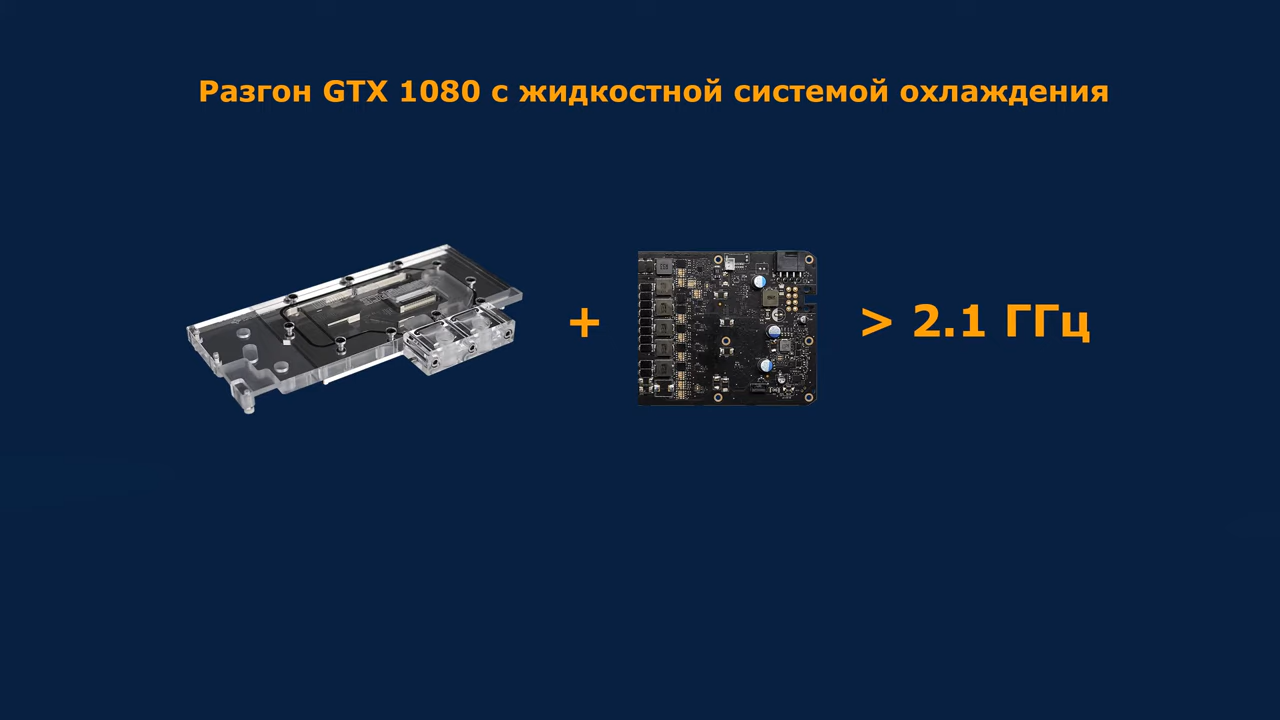 Разгон GTX 1080 с жидкостной системой охлаждения
+ > 2.1 ГГц